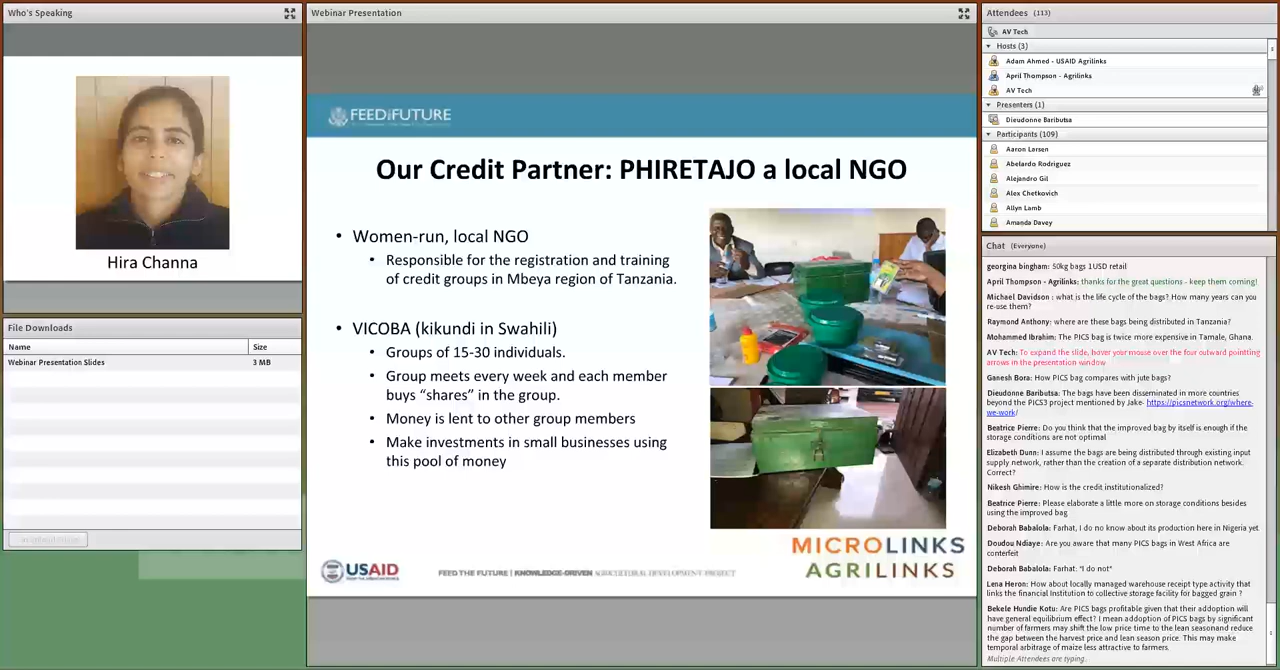 Who's Speaking
Hira Channa
File Downloads
Name
Size
Webinar Presentation Slides
3 MB
Webinar Presentation
FEED THE FUTURE
Our Credit Partner: PHIRETAJO a local NGO
• Women-run, local NGO
• Responsible for the registration and training
of credit groups in Mbeya region of Tanzania.
• VICOBA (kikundi in Swahili)
• Groups of 15-30 individuals.
• Group meets every week and each member
buys “shares” in the group.
• Money is lent to other group members
• Make investments in small businesses using
this pool of money
MICROLINKS
AGRILINKS
USAID
FEED THE FUTURE | KNOWLEDGE-DRIVEN AGRICULTURAL DEVELOPMENT PROJECT
Attendees (113)
AV Tech
Hosts (3)
Adam Ahmed - USAID Agrilinks
April Thompson - Agrilinks
AV Tech
Presenters (1)
Dieudonne Baributsa
Participants (109)
Aaron Larsen
Abelardo Rodriguez
Alejandro Gil
Alex Chetkovich
Allyn Lamb
Amanda Davey
Chat (Everyone)
georgina bingham: 50kg bags 1USD retail
April Thompson - Agrilinks: thanks for the great questions - keep them coming!
Michael Davidson : what is the life cycle of the bags? How many years can you
re-use them?
Raymond Anthony: where are these bags being distributed in Tanzania?
Mohammed Ibrahim: The PICS bag is twice more expensive in Tamale, Ghana.
AV Tech: To expand the slide, hover your mouse over the four outward pointing
arrows in the presentation window
Ganesh Bora: How PICS bag compares with jute bags?
Dieudonne Baributsa: The bags have been disseminated in more countries
beyond the PICS3 project mentioned by Jake- https://picsnetwork.org/where-
we-work/
Beatrice Pierre: Do you think that the improved bag by itself is enough if the
storage conditions are not optimal
Elizabeth Dunn: I assume the bags are being distributed through existing input
supply network, rather than the creation of a separate distribution network.
Correct?
Nikesh Ghimire: How is the credit institutionalized?
Beatrice Pierre: Please elaborate a little more on storage conditions besides
using the improved bag
Deborah Babalola: Farhat, I do no know about its production here in Nigeria yet
Doudou Ndiaye: Are you aware that many PICS bags in West Africa are
conterfeit
Deborah Babalola: Farhat: "I do not"
Lena Heron: How about locally managed warehouse receipt type activity that
links the financial Institution to collective storage facility for bagged grain ?
Bekele Hundie Kotu: Are PICS bags profitable given that their addoption will
have general equilibrium effect? I mean addoption of PICS bags by significant
number of farmers may shift the low price time to the lean seasonand reduce
the gap between the harvest price and lean season price. This may make
temporal arbitrage of maize less attractive to farmers.
Multiple Attendees are typing.